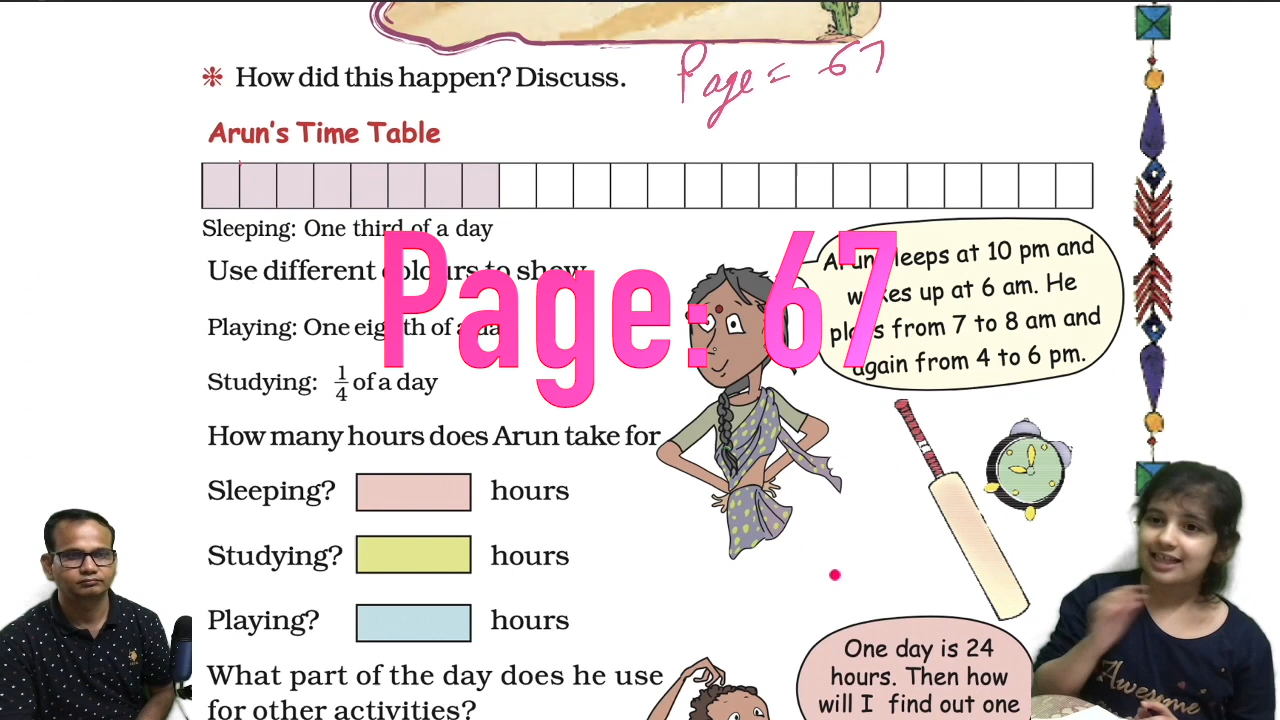 How did this happen? Discuss.
Page = 67
Arun's Time Table
Sleeping: One third of a day
Use different colours to show
Page: 67
Arun sleeps at 10 pm and
wakes up at 6 am. He
plays from 7 to 8 am and
again from 4 to 6 pm.
Playing: One eighth of a day
Studying: 1/4 of a day
How many hours does Arun take for
Sleeping? hours
Studying? hours
Playing? hours
What part of the day does he use
for other activities?
One day is 24
hours. Then how
will I find out one
Awesome